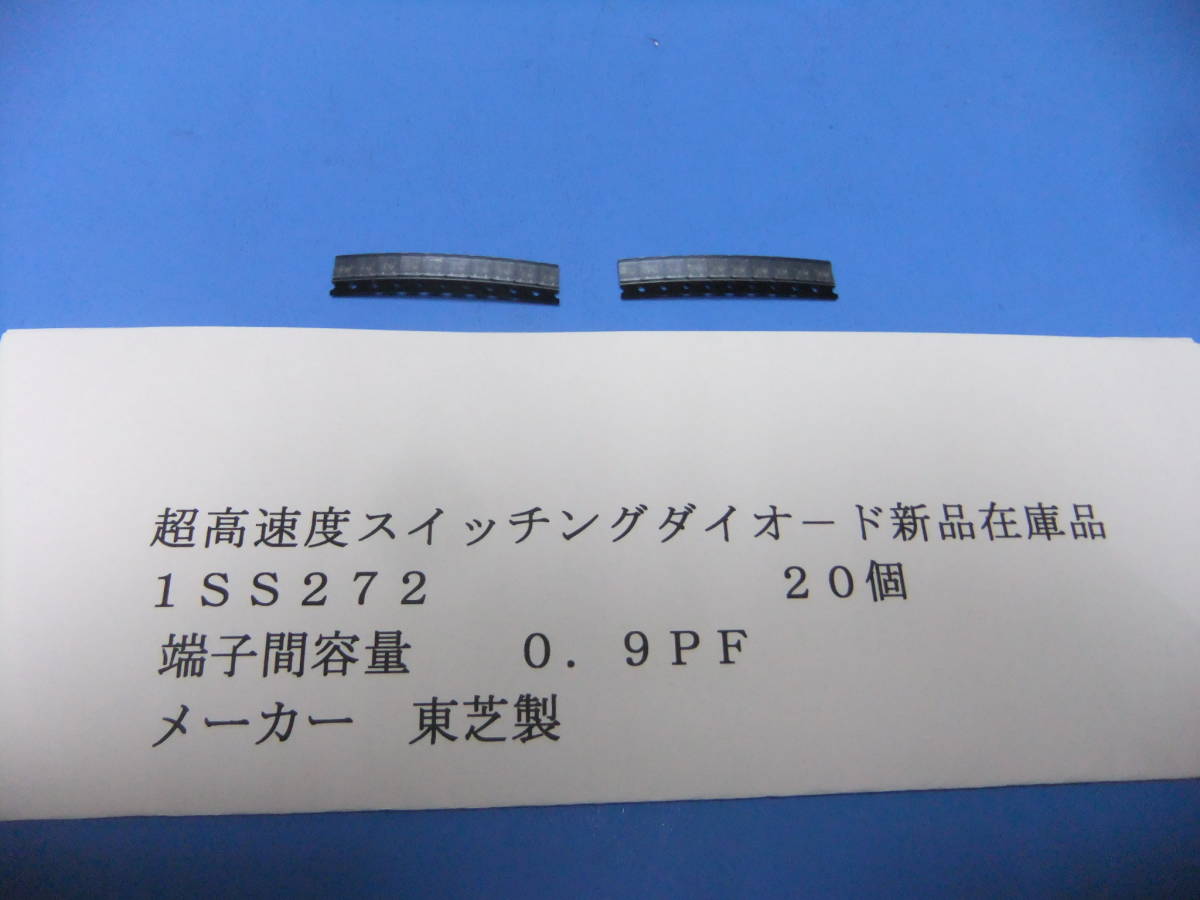 超高速度スイッチングダイオード新品在庫品
1SS272 20個
端子間容量 0.9PF
メーカー 東芝製